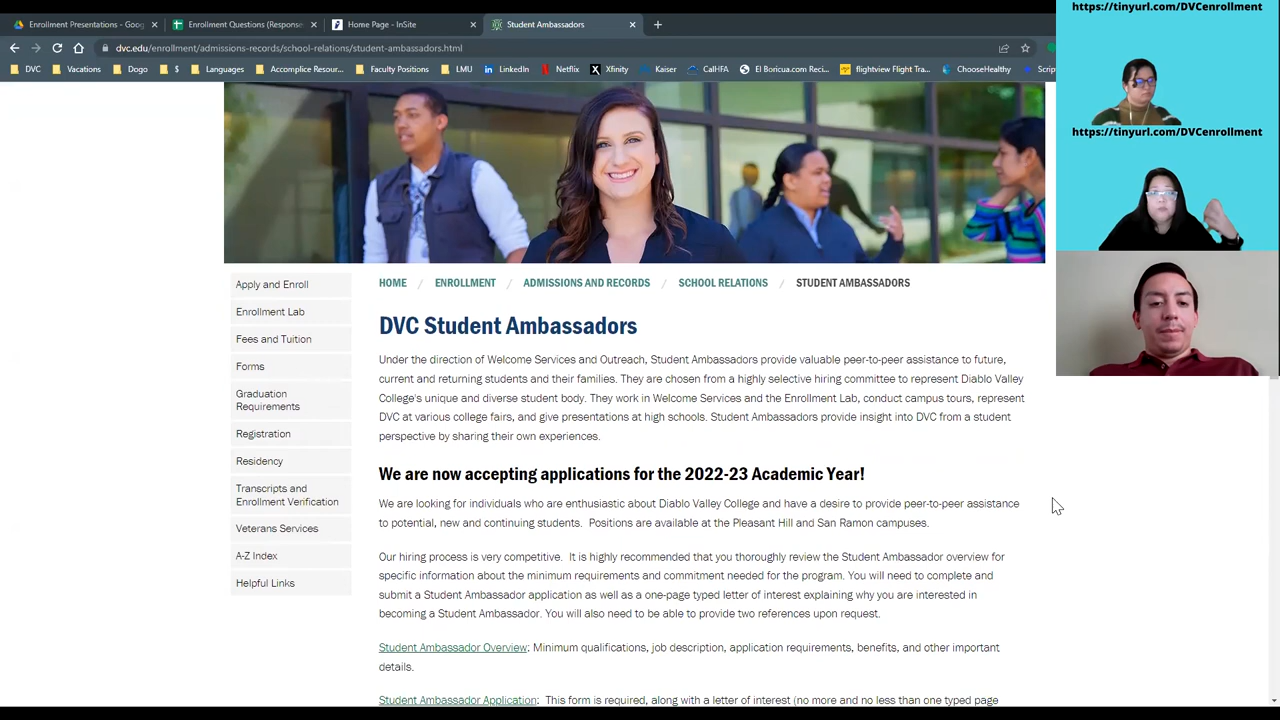 Enrollment Presentations - Goog
Enrollment Questions (Response
Home Page - InSite
Student Ambassadors
dvc.edu/enrollment/admissions-records/school-relations/student-ambassadors.html
DVC
Vacations
Dogo
$
Languages
Accomplice Resour...
Faculty Positions
LMU
LinkedIn
Netflix
Xfinity
Kaiser
CalHFA
El Boricua.com Reci...
flightview Flight Tra...
ChooseHealthy
Scrip
https://tinyurl.com/DVCenrollment
https://tinyurl.com/DVCenrollment
Apply and Enroll
Enrollment Lab
Fees and Tuition
Forms
Graduation
Requirements
Registration
Residency
Transcripts and
Enrollment Verification
Veterans Services
A-Z Index
Helpful Links
HOME / ENROLLMENT / ADMISSIONS AND RECORDS / SCHOOL RELATIONS / STUDENT AMBASSADORS
DVC Student Ambassadors
Under the direction of Welcome Services and Outreach, Student Ambassadors provide valuable peer-to-peer assistance to future,
current and returning students and their families. They are chosen from a highly selective hiring committee to represent Diablo Valley
College's unique and diverse student body. They work in Welcome Services and the Enrollment Lab, conduct campus tours, represent
DVC at various college fairs, and give presentations at high schools. Student Ambassadors provide insight into DVC from a student
perspective by sharing their own experiences.
We are now accepting applications for the 2022-23 Academic Year!
We are looking for individuals who are enthusiastic about Diablo Valley College and have a desire to provide peer-to-peer assistance
to potential, new and continuing students. Positions are available at the Pleasant Hill and San Ramon campuses.
Our hiring process is very competitive. It is highly recommended that you thoroughly review the Student Ambassador overview for
specific information about the minimum requirements and commitment needed for the program. You will need to complete and
submit a Student Ambassador application as well as a one-page typed letter of interest explaining why you are interested in
becoming a Student Ambassador. You will also need to be able to provide two references upon request.
Student Ambassador Overview: Minimum qualifications, job description, application requirements, benefits, and other important
details.
Student Ambassador Application: This form is required, along with a letter of interest (no more and no less than one typed page